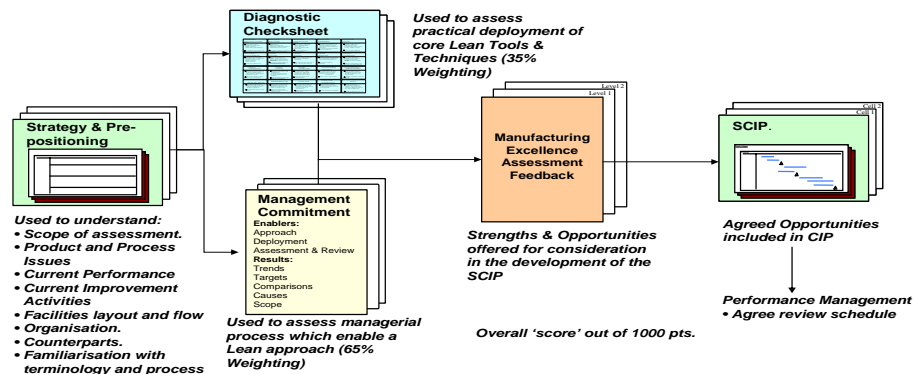 Strategy & Pre-
positioning
Used to understand:
• Scope of assessment.
• Product and Process
Issues
• Current Performance
• Current Improvement
Activities
• Facilities layout and flow
• Organisation.
• Counterparts.
• Familiarisation with
terminology and process
Diagnostic
Checksheet
Used to assess
practical deployment of
core Lean Tools &
Techniques (35%
Weighting)
Management
Commitment
Enablers:
Approach
Deployment
Assessment & Review
Results:
Trends
Targets
Comparisons
Causes
Scope
Used to assess managerial
process which enable a
Lean approach (65%
Weighting)
Level 2
Level 1
Manufacturing
Excellence
Assessment
Feedback
Strengths & Opportunities
offered for consideration
in the development of the
SCIP
Overall ‘score’ out of 1000 pts.
Cell 2
Cell 1
SCIP.
Agreed Opportunities
included in CIP
Performance Management
• Agree review schedule